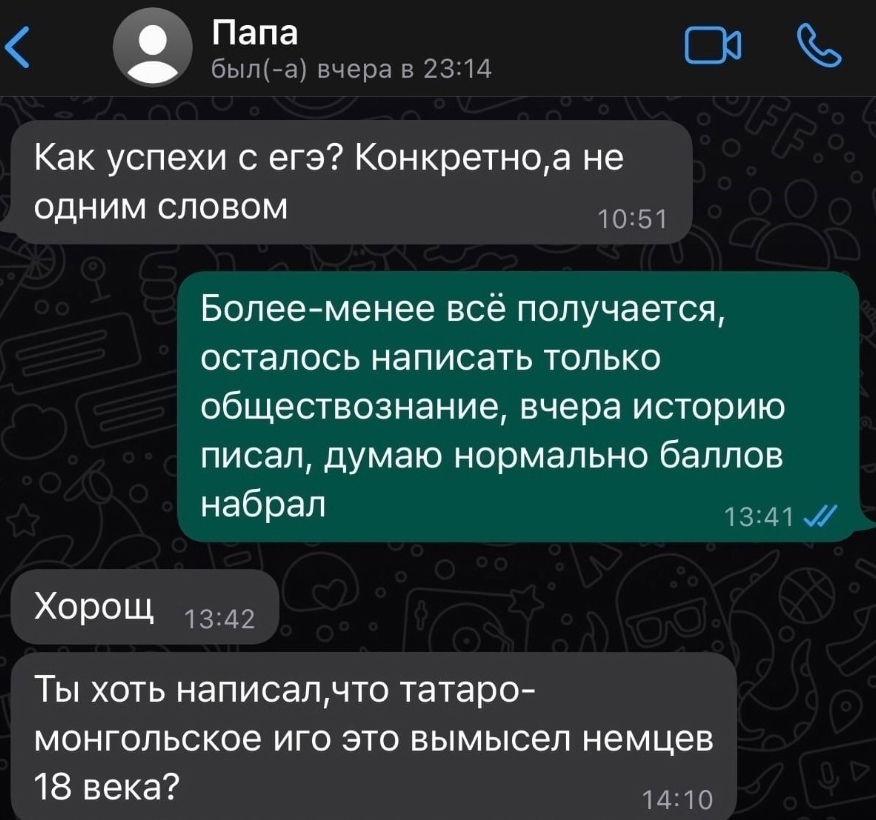 Папа
был(-а) вчера в 23:14
Как успехи с егэ? Конкретно,а не
одним словом
10:51
Более-менее всё получается,
осталось написать только
обществознание, вчера историю
писал, думаю нормально баллов
набрал
13:41
Хорощ
13:42
Ты хоть написал,что татаро-
монгольское иго это вымысел немцев
18 века?
14:10